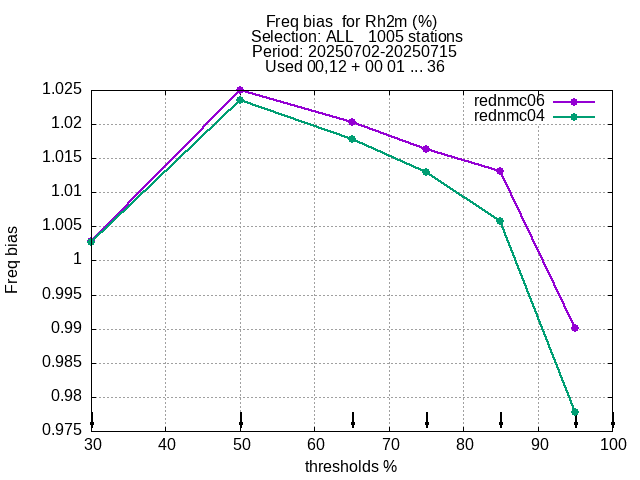 Freq bias  for Rh2m (%)
Selection: ALL   1005 stations
Period: 20250702-20250715
Used 00,12 + 00 01 ... 36
rednmc06
rednmc04
1.025
1.02
1.015
1.01
1.005
1
0.995
0.99
0.985
0.98
0.975
Freq bias
30 40 50 60 70 80 90 100
thresholds %